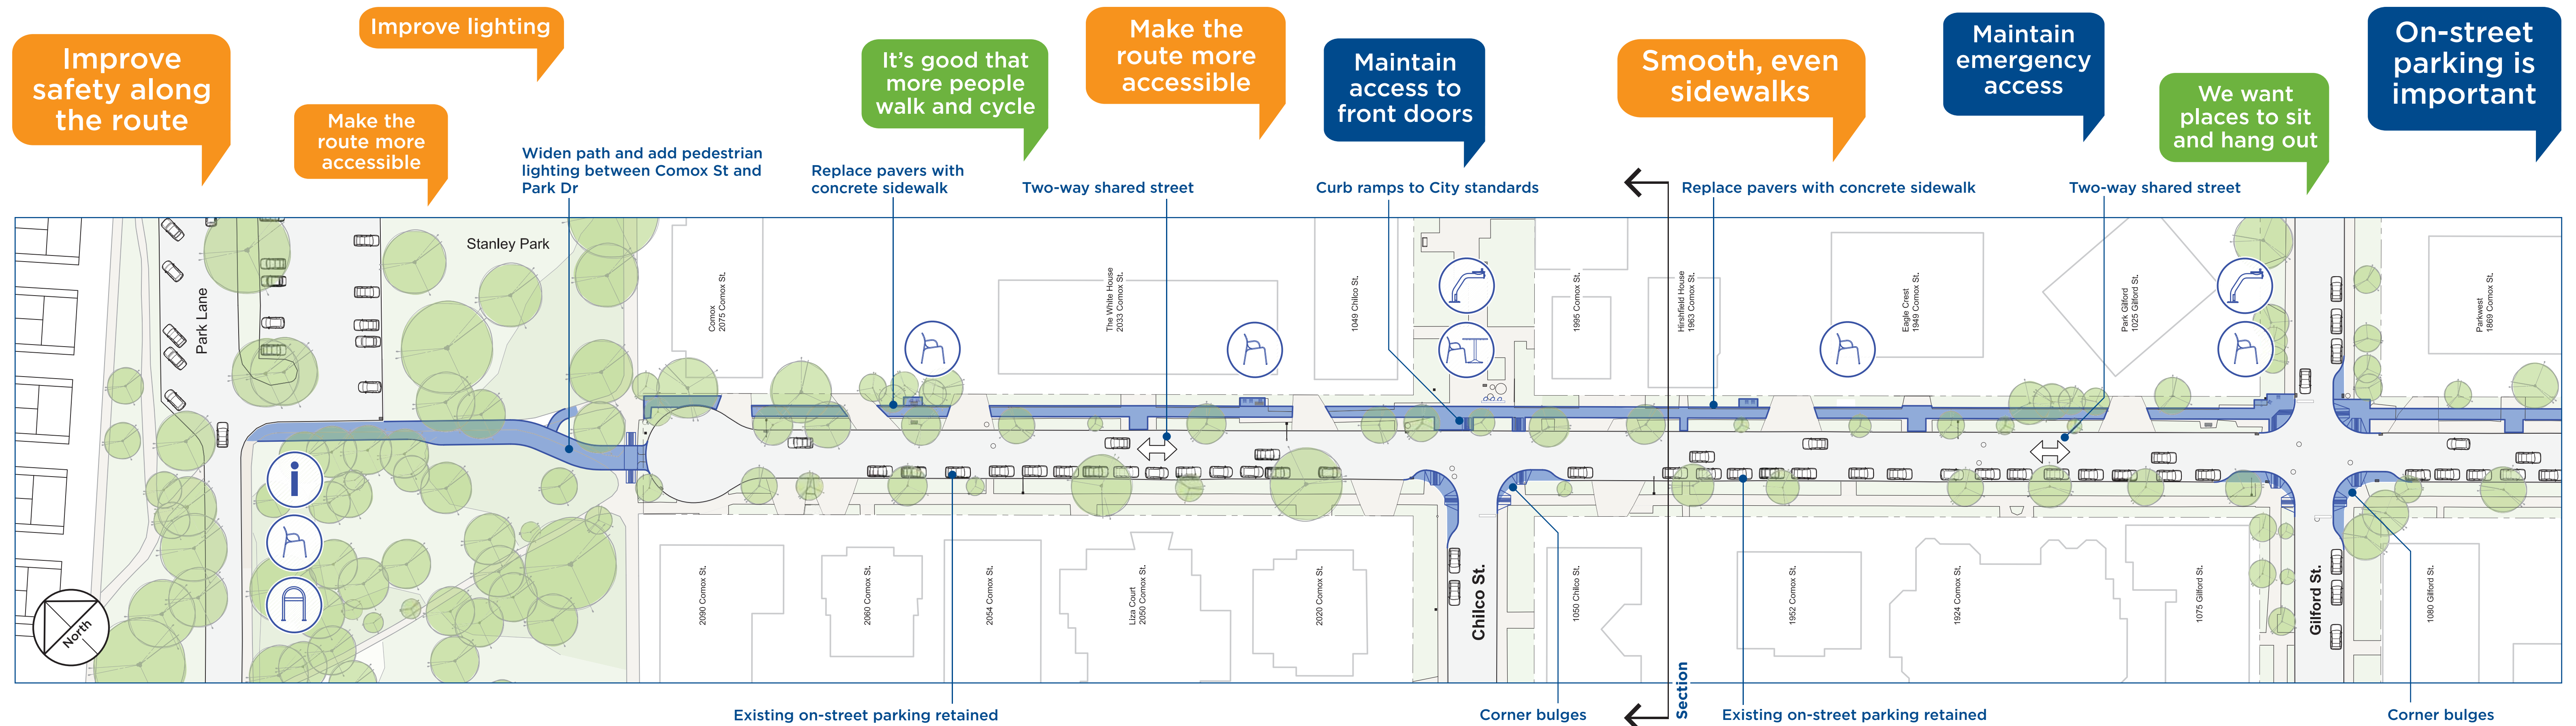 Improve
safety along
the route
Improve lighting
Make the
route more
accessible
It's good that
more people
walk and cycle
Make the
route more
accessible
Maintain
access to
front doors
Smooth, even
sidewalks
Maintain
emergency
access
We want
places to sit
and hang out
On-street
parking is
important
Widen path and add pedestrian
lighting between Comox St and
Park Dr
Replace pavers with
concrete sidewalk
Two-way shared street
Curb ramps to City standards
Replace pavers with concrete sidewalk
Two-way shared street
Park Lane
Stanley Park
Comox
2075 Comox St.
The White House
2033 Comox St.
1049 Chilco St.
1995 Comox St.
Hirshfield House
1963 Comox St.
Eagle Crest
1949 Comox St.
Park Gilford
1025 Gilford St.
Parkwest
1869 Comox St.
i
North
2090 Comox St.
2060 Comox St.
2054 Comox St.
Liza Court
2050 Comox St.
2020 Comox St.
Chilco St.
1050 Chilco St.
1952 Comox St.
1924 Comox St.
1075 Gilford St.
Gilford St.
1080 Gilford St.
Existing on-street parking retained
Corner bulges
Section
Existing on-street parking retained
Corner bulges